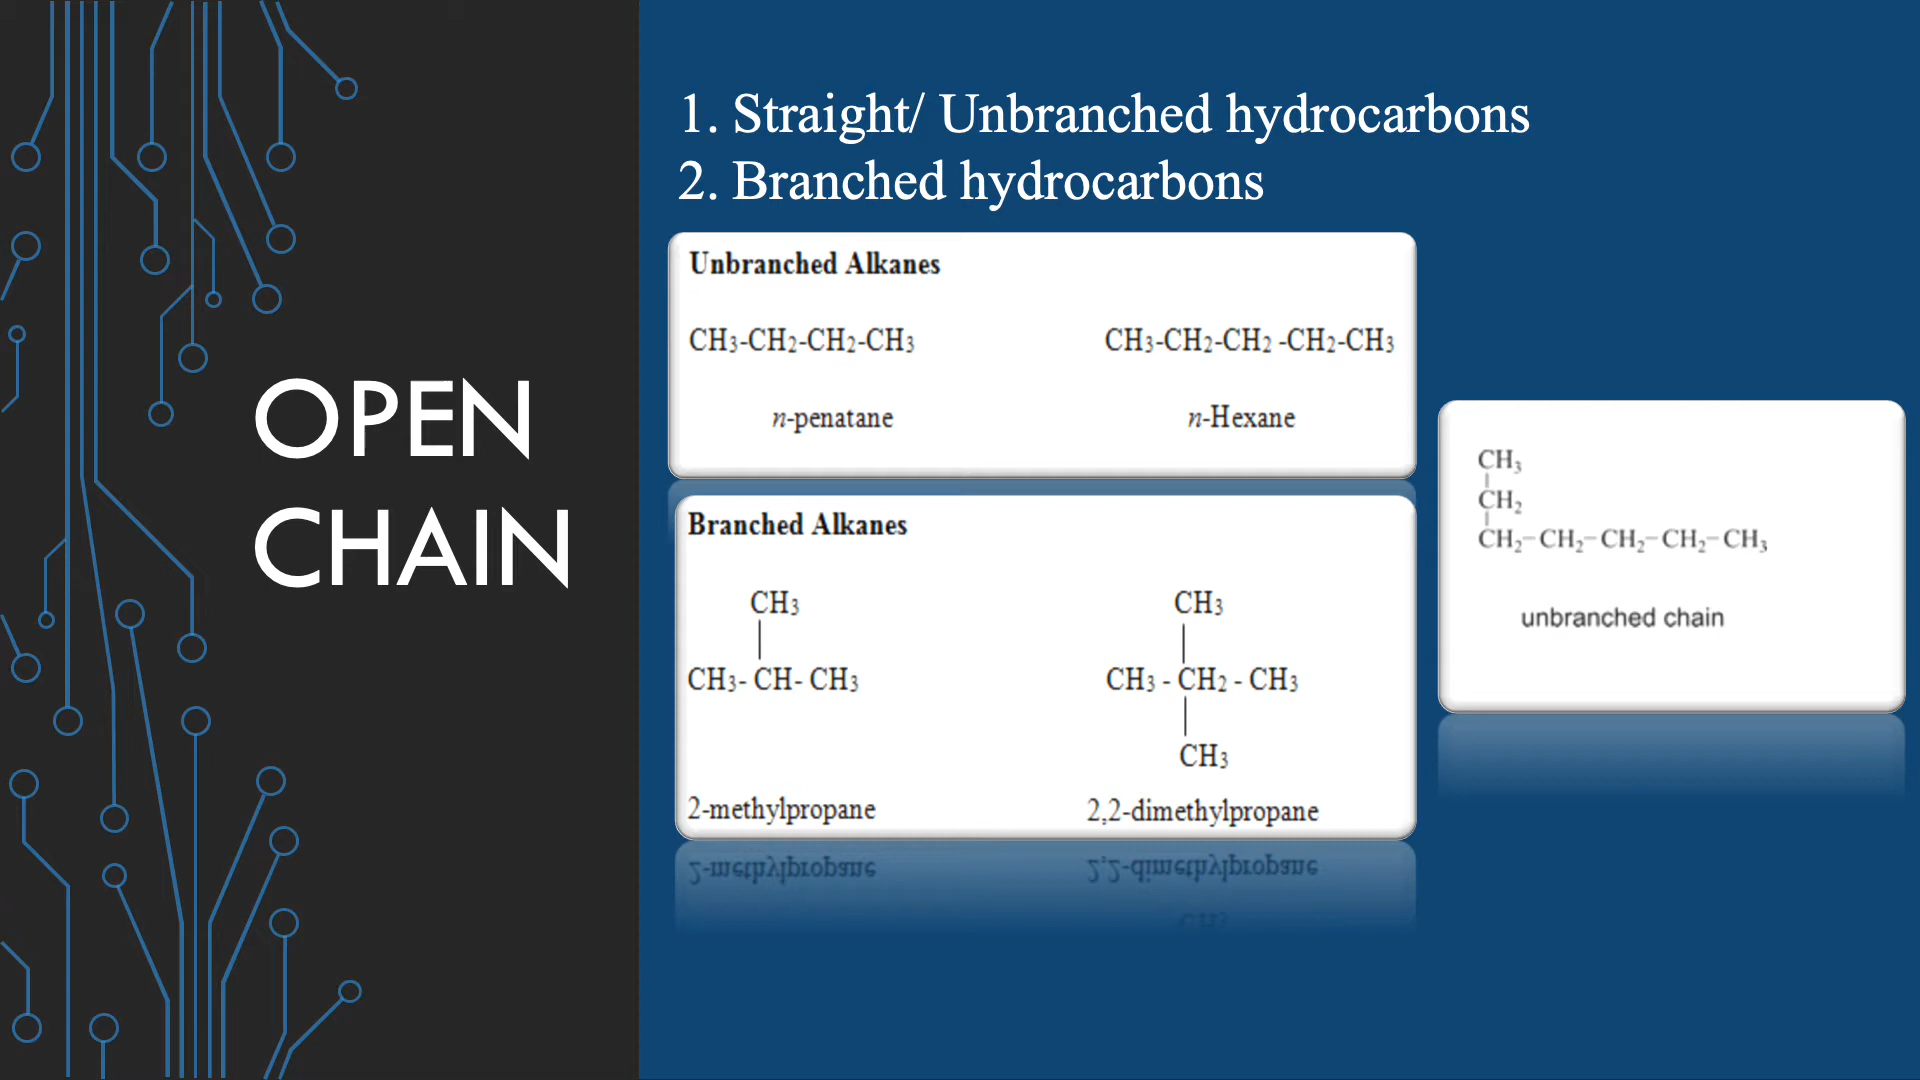 OPEN
CHAIN
1. Straight/ Unbranched hydrocarbons
2. Branched hydrocarbons
Unbranched Alkanes
CH3-CH2-CH2-CH3 CH3-CH2-CH2 -CH2-CH3
n-penatane n-Hexane
Branched Alkanes
CH3 CH3
CH3- CH- CH3 CH3 - CH2 - CH3
CH3
2-methylpropane 2,2-dimethylpropane
CH₃
CH₂
CH₂-CH₂-CH₂-CH₂-CH₃
unbranched chain